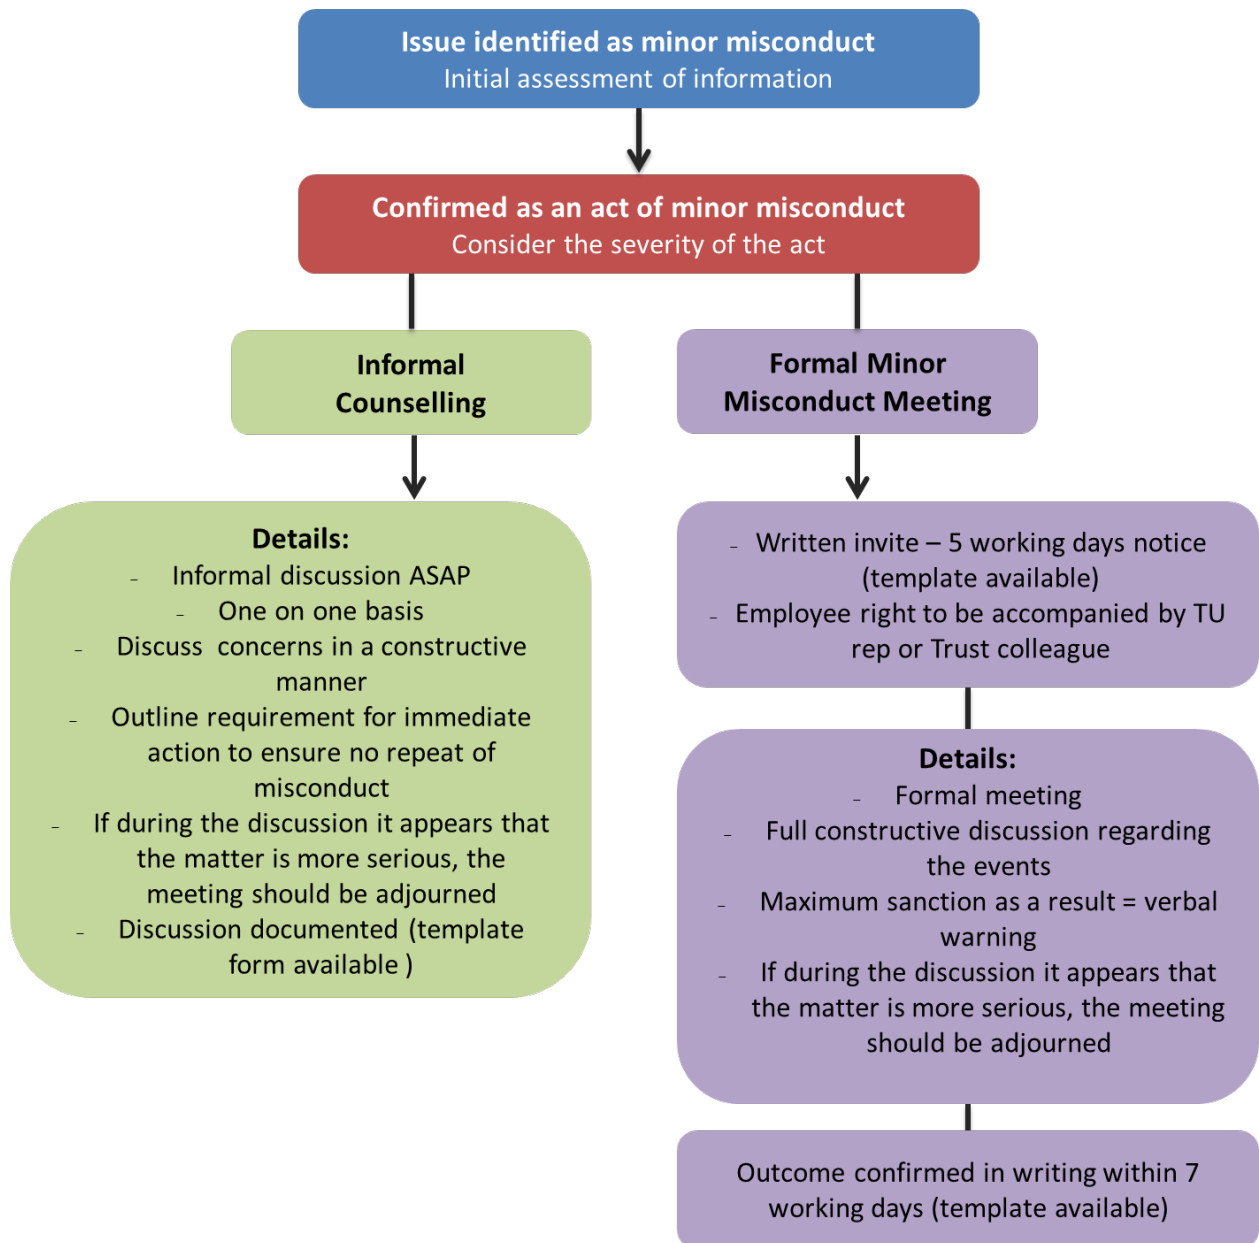 Issue identified as minor misconduct
Initial assessment of information
Confirmed as an act of minor misconduct
Consider the severity of the act
Informal
Counselling
Details:
- Informal discussion ASAP
- One on one basis
- Discuss concerns in a constructive
manner
- Outline requirement for immediate
action to ensure no repeat of
misconduct
- If during the discussion it appears that
the matter is more serious, the
meeting should be adjourned
- Discussion documented (template
form available )
Formal Minor
Misconduct Meeting
- Written invite – 5 working days notice
(template available)
- Employee right to be accompanied by TU
rep or Trust colleague
Details:
- Formal meeting
- Full constructive discussion regarding
the events
- Maximum sanction as a result = verbal
warning
- If during the discussion it appears that
the matter is more serious, the meeting
should be adjourned
Outcome confirmed in writing within 7
working days (template available)